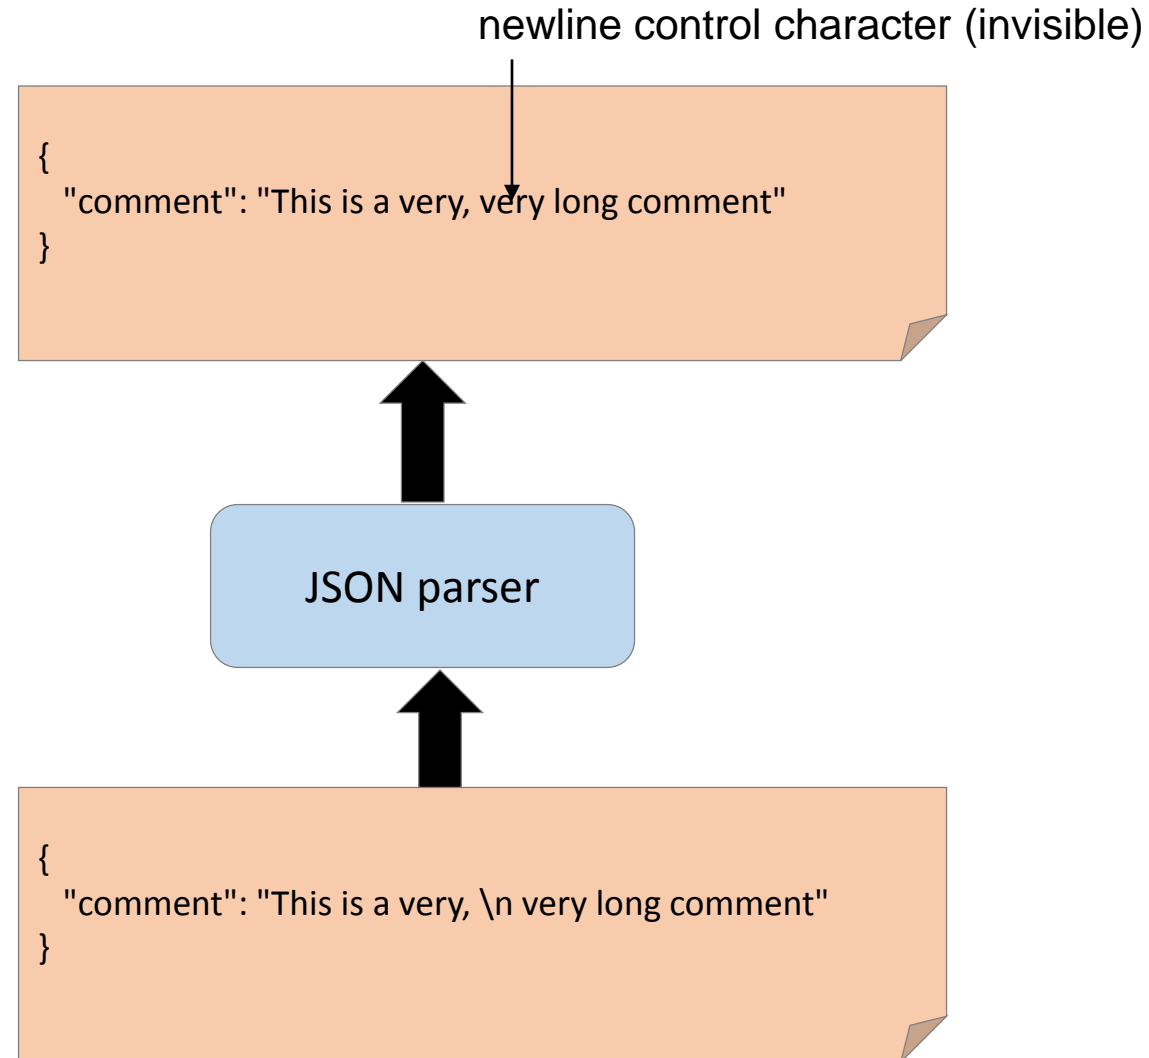 newline control character (invisible)
{
"comment": "This is a very, very long comment"
}
JSON parser
{
"comment": "This is a very, \n very long comment"
}